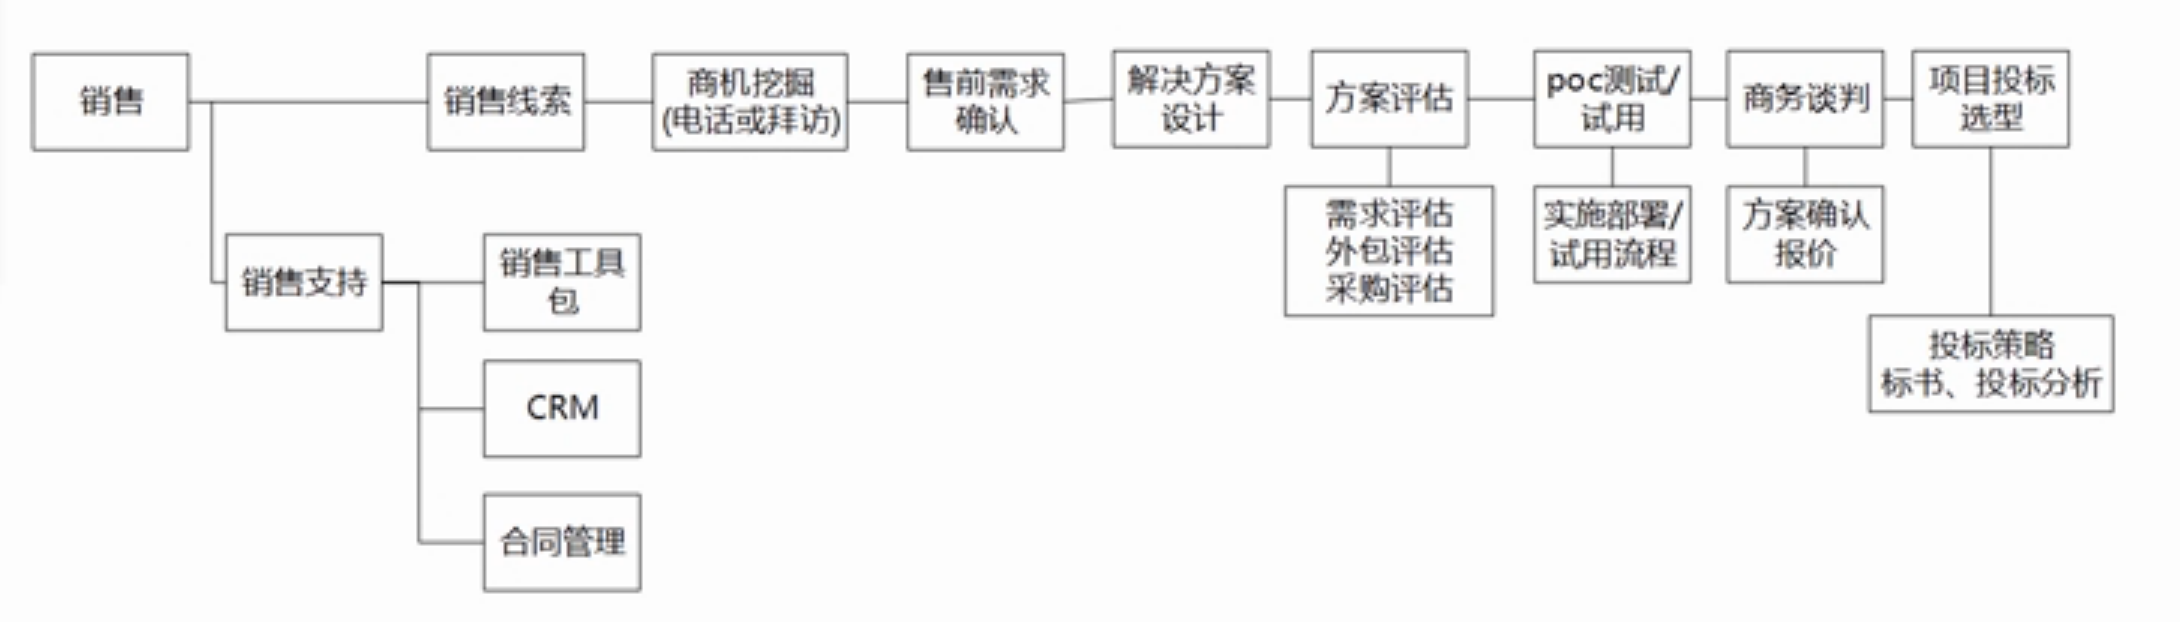 销售
销售线索
商机挖掘
(电话或拜访)
售前需求
确认
解决方案
设计
方案评估
poc测试/
试用
商务谈判
项目投标
选型
需求评估
外包评估
采购评估
实施部署/
试用流程
方案确认
报价
投标策略
标书、投标分析
销售支持
销售工具
包
CRM
合同管理